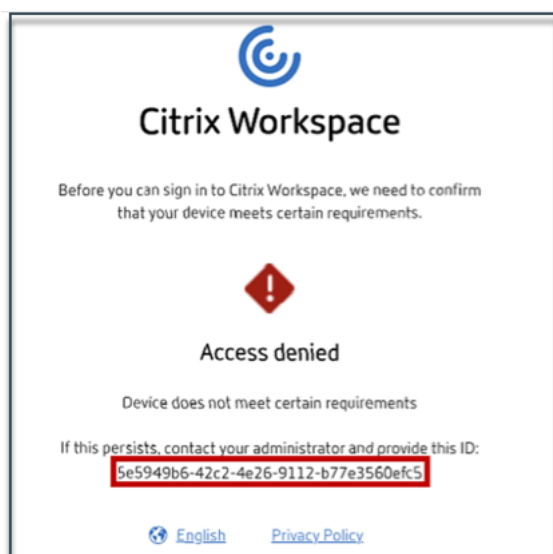 Citrix Workspace
Before you can sign in to Citrix Workspace, we need to confirm
that your device meets certain requirements.
Access denied
Device does not meet certain requirements
If this persists, contact your administrator and provide this ID:
5e5949b6-42c2-4e26-9112-b77e3560efc5
English Privacy Policy